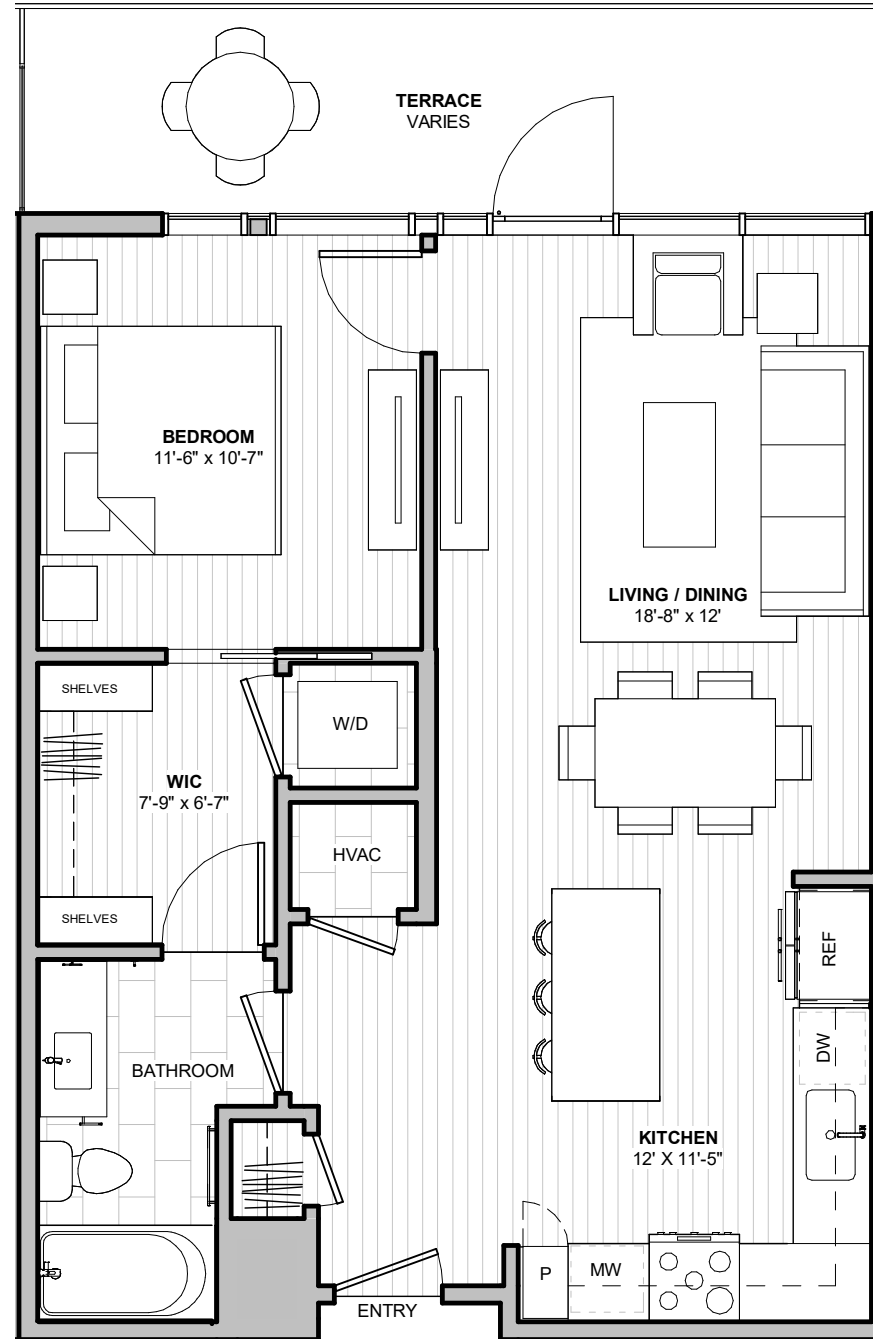 TERRACE
VARIES
BEDROOM
11'-6" x 10'-7"
LIVING / DINING
18'-8" x 12'
SHELVES
W/D
WIC
7'-9" x 6'-7"
HVAC
SHELVES
REF
DW
BATHROOM
KITCHEN
12' X 11'-5"
P
MW
ENTRY